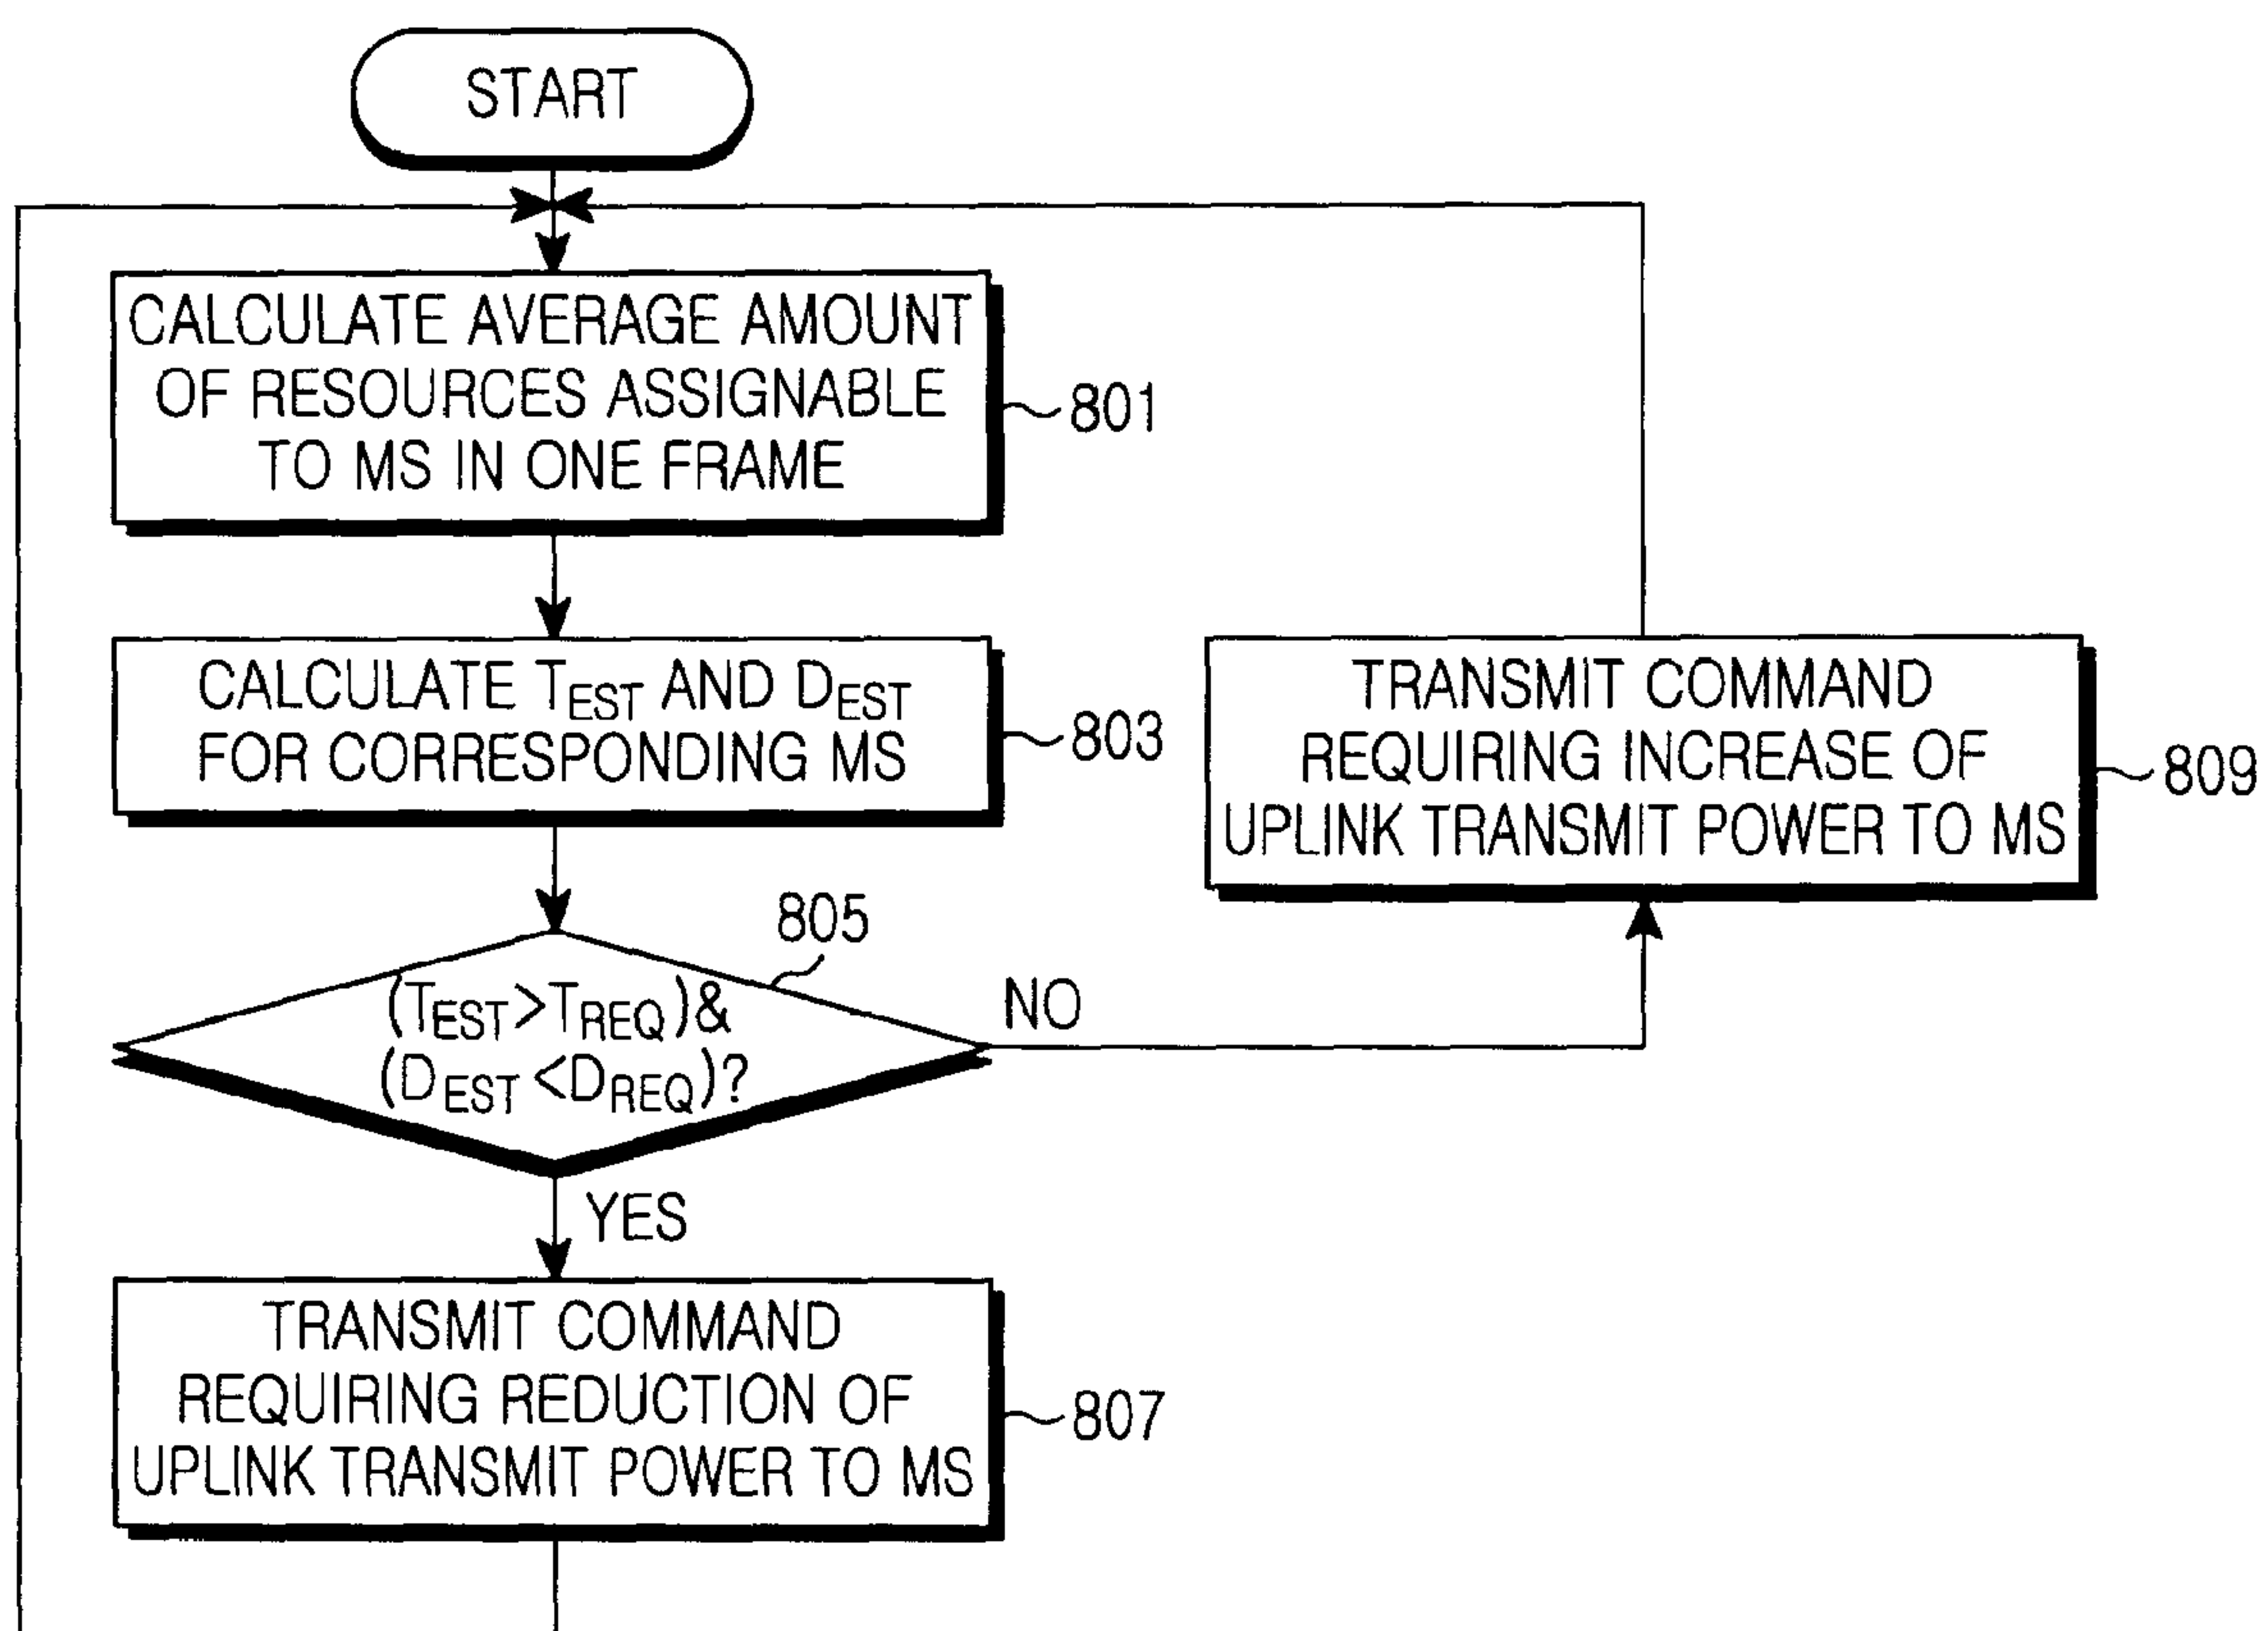 START
CALCULATE AVERAGE AMOUNT
OF RESOURCES ASSIGNABLE
TO MS IN ONE FRAME
801
CALCULATE TEST AND DEST
FOR CORRESPONDING MS
803
TRANSMIT COMMAND
REQUIRING INCREASE OF
UPLINK TRANSMIT POWER TO MS
809
805
(TEST>TREQ)&
(DEST<DREQ)?
NO
YES
TRANSMIT COMMAND
REQUIRING REDUCTION OF
UPLINK TRANSMIT POWER TO MS
807